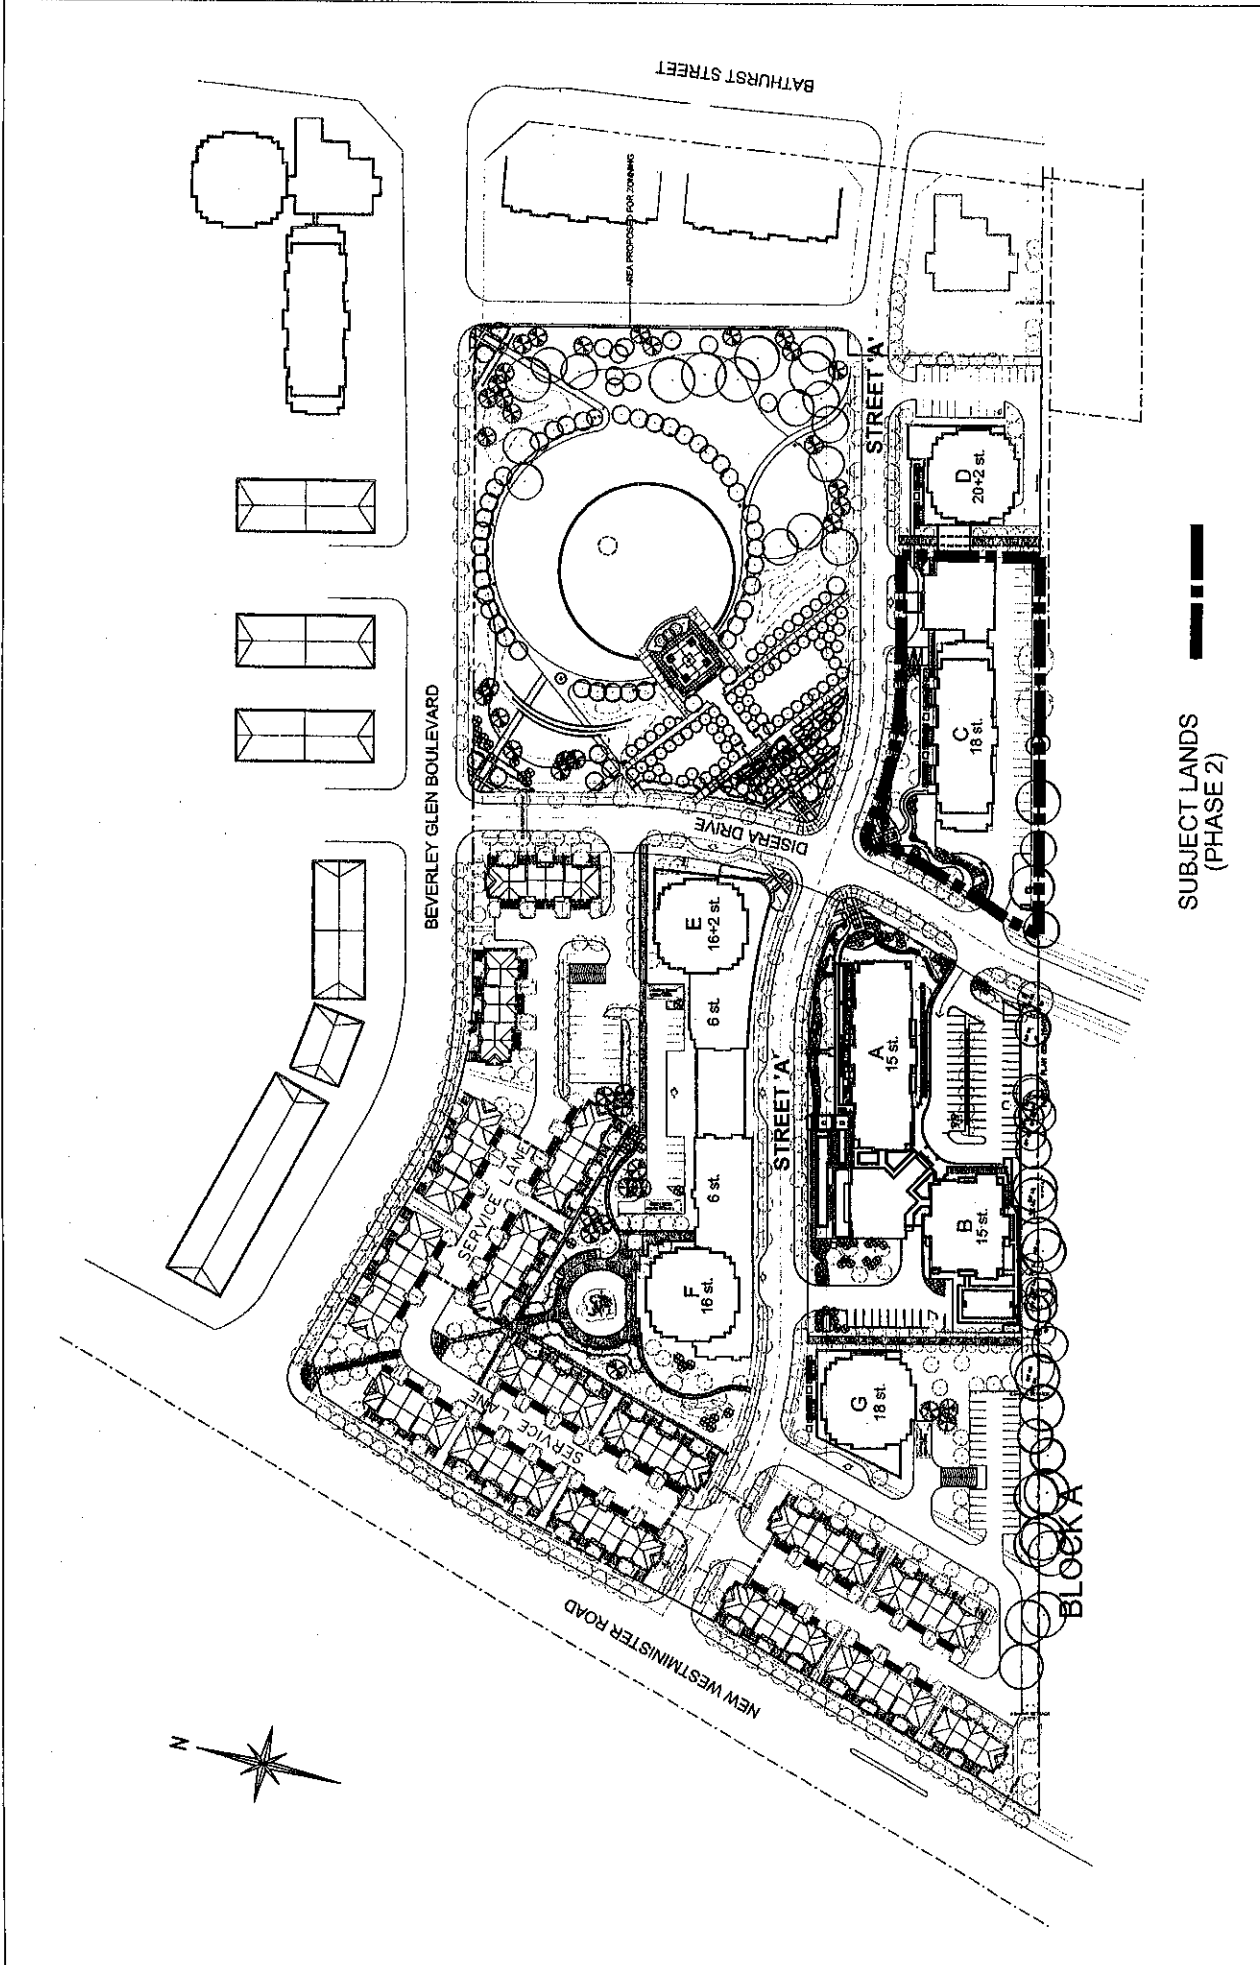 BATHURST STREET
AREA PROPOSED FOR ZONNING
BEVERLEY GLEN BOULEVARD
STREET 'A'
D
20+2 st.
C
18 st.
DISERA DRIVE
E
16+2 st.
6 st.
A
15 st.
STREET 'A'
6 st.
SERVICE LANE
B
15 st.
F
16 st.
G
18 st.
SERVICE LANE
BLOCK A
NEW WESTMINISTER ROAD
N
SUBJECT LANDS
(PHASE 2)